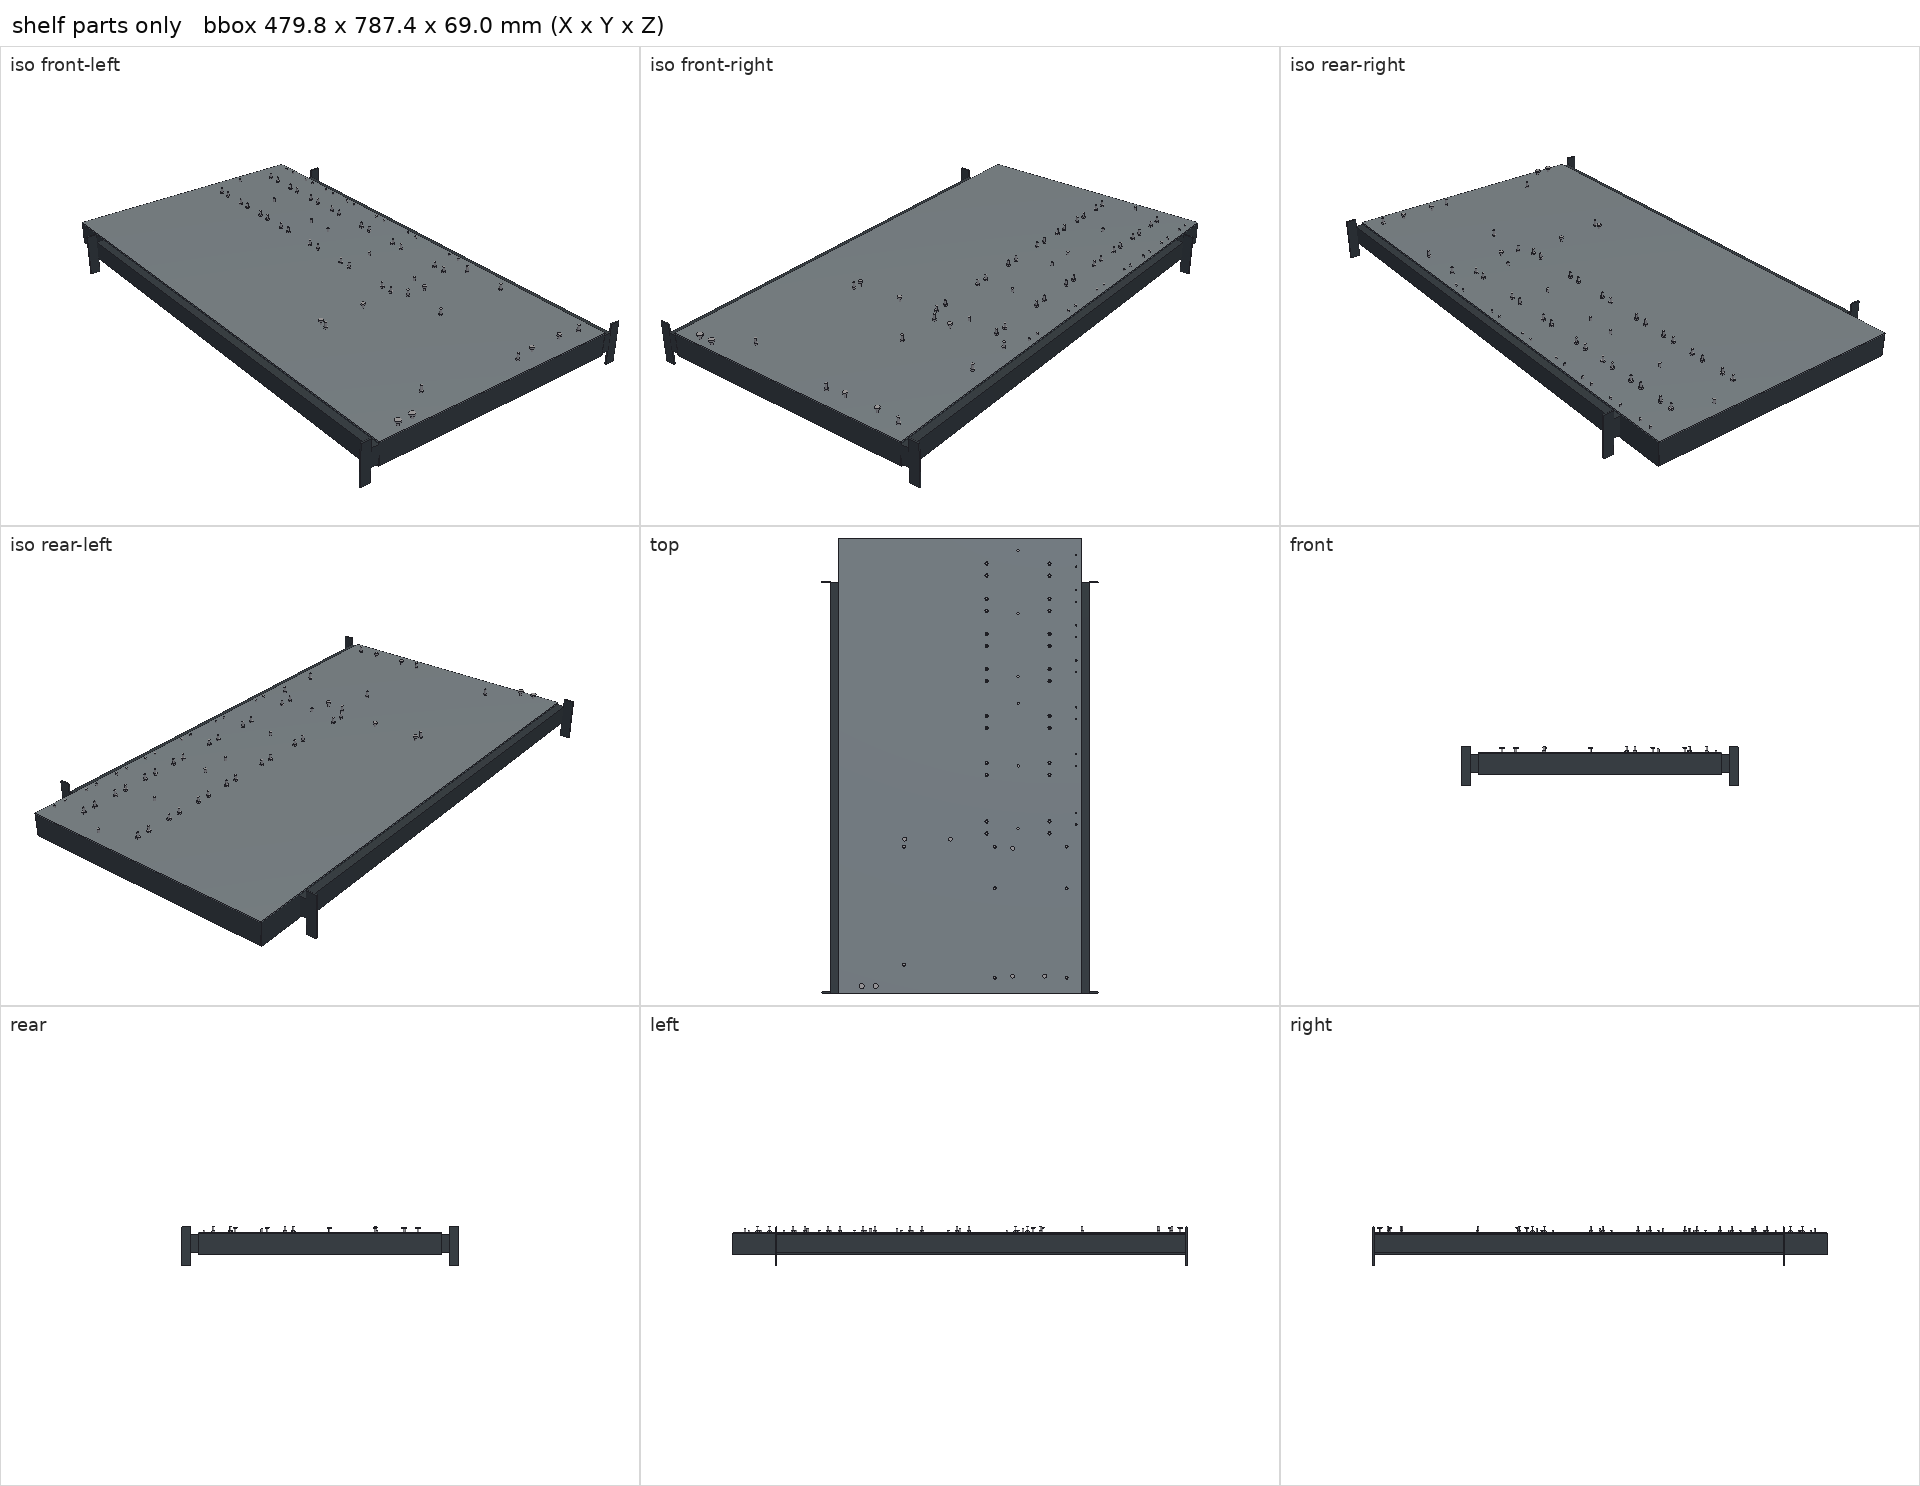 shelf parts only   bbox 479.8 x 787.4 x 69.0 mm (X x Y x Z)
iso front-left
iso front-right
iso rear-right
iso rear-left
top
front
rear
left
right